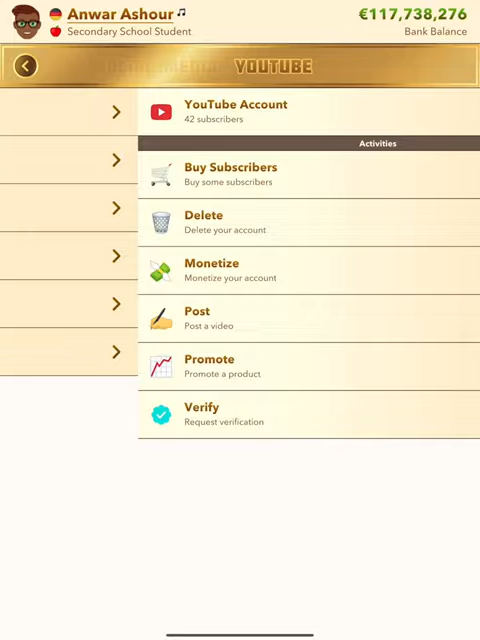 Anwar Ashour
€117,738,276
Secondary School Student
Bank Balance
YOUTUBE
YouTube Account
42 subscribers
Activities
Buy Subscribers
Buy some subscribers
Delete
Delete your account
Monetize
Monetize your account
Post
Post a video
Promote
Promote a product
Verify
Request verification